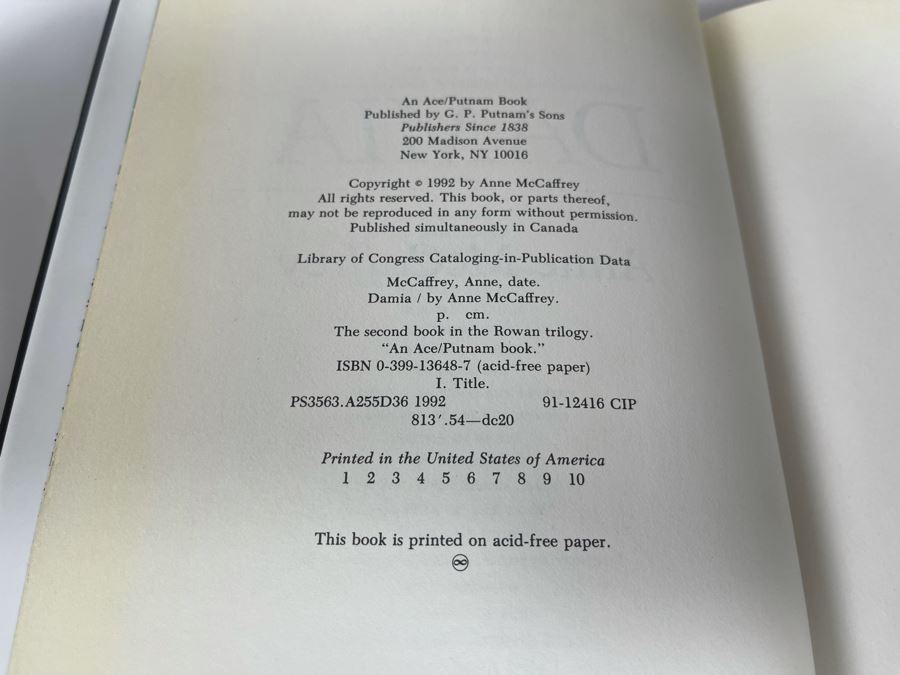 An Ace/Putnam Book
Published by G. P. Putnam's Sons
Publishers Since 1838
200 Madison Avenue
New York, NY 10016
Copyright © 1992 by Anne McCaffrey
All rights reserved. This book, or parts thereof,
may not be reproduced in any form without permission.
Published simultaneously in Canada
Library of Congress Cataloging-in-Publication Data
McCaffrey, Anne, date.
Damia / by Anne McCaffrey.
p. cm.
The second book in the Rowan trilogy.
"An Ace/Putnam book."
ISBN 0-399-13648-7 (acid-free paper)
I. Title.
PS3563.A255D36 1992 91-12416 CIP
813′.54—dc20
Printed in the United States of America
1 2 3 4 5 6 7 8 9 10
This book is printed on acid-free paper.